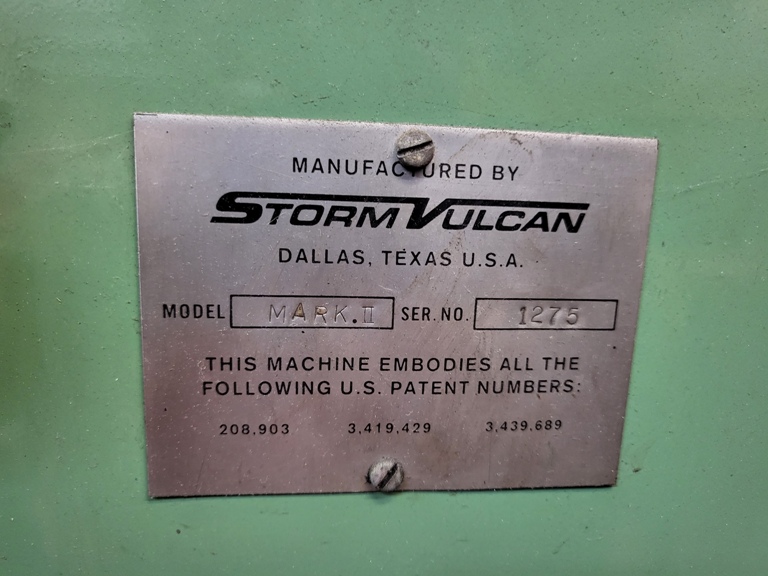 MANUFACTURED BY
STORM VULCAN
DALLAS, TEXAS U.S.A.
MODEL MARK.II SER. NO. 1275
THIS MACHINE EMBODIES ALL THE
FOLLOWING U.S. PATENT NUMBERS:
208,903 3,419,429 3,439,689